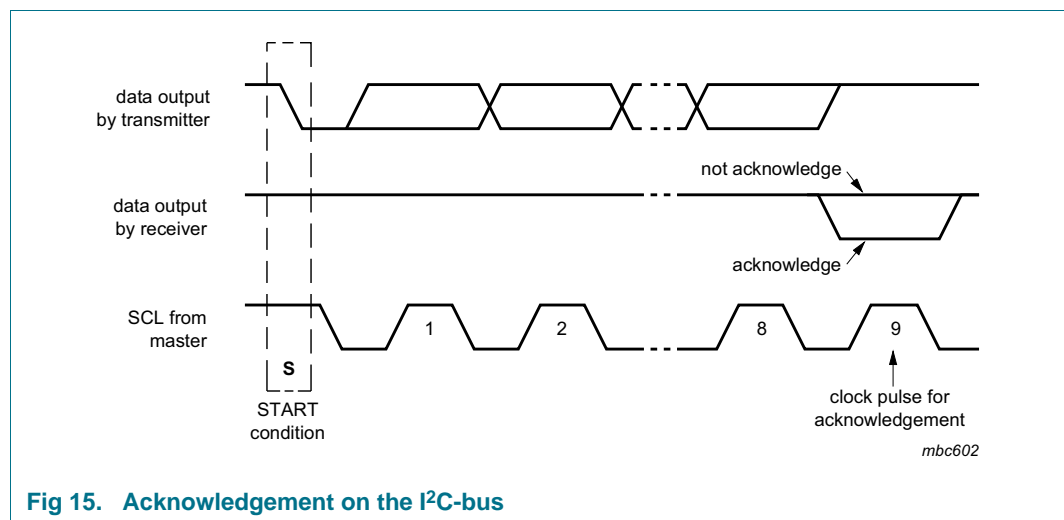 data output
by transmitter
not acknowledge
data output
by receiver
acknowledge
SCL from
master
1
2
8
9
S
START
condition
clock pulse for
acknowledgement
mbc602
Fig 15. Acknowledgement on the I²C-bus